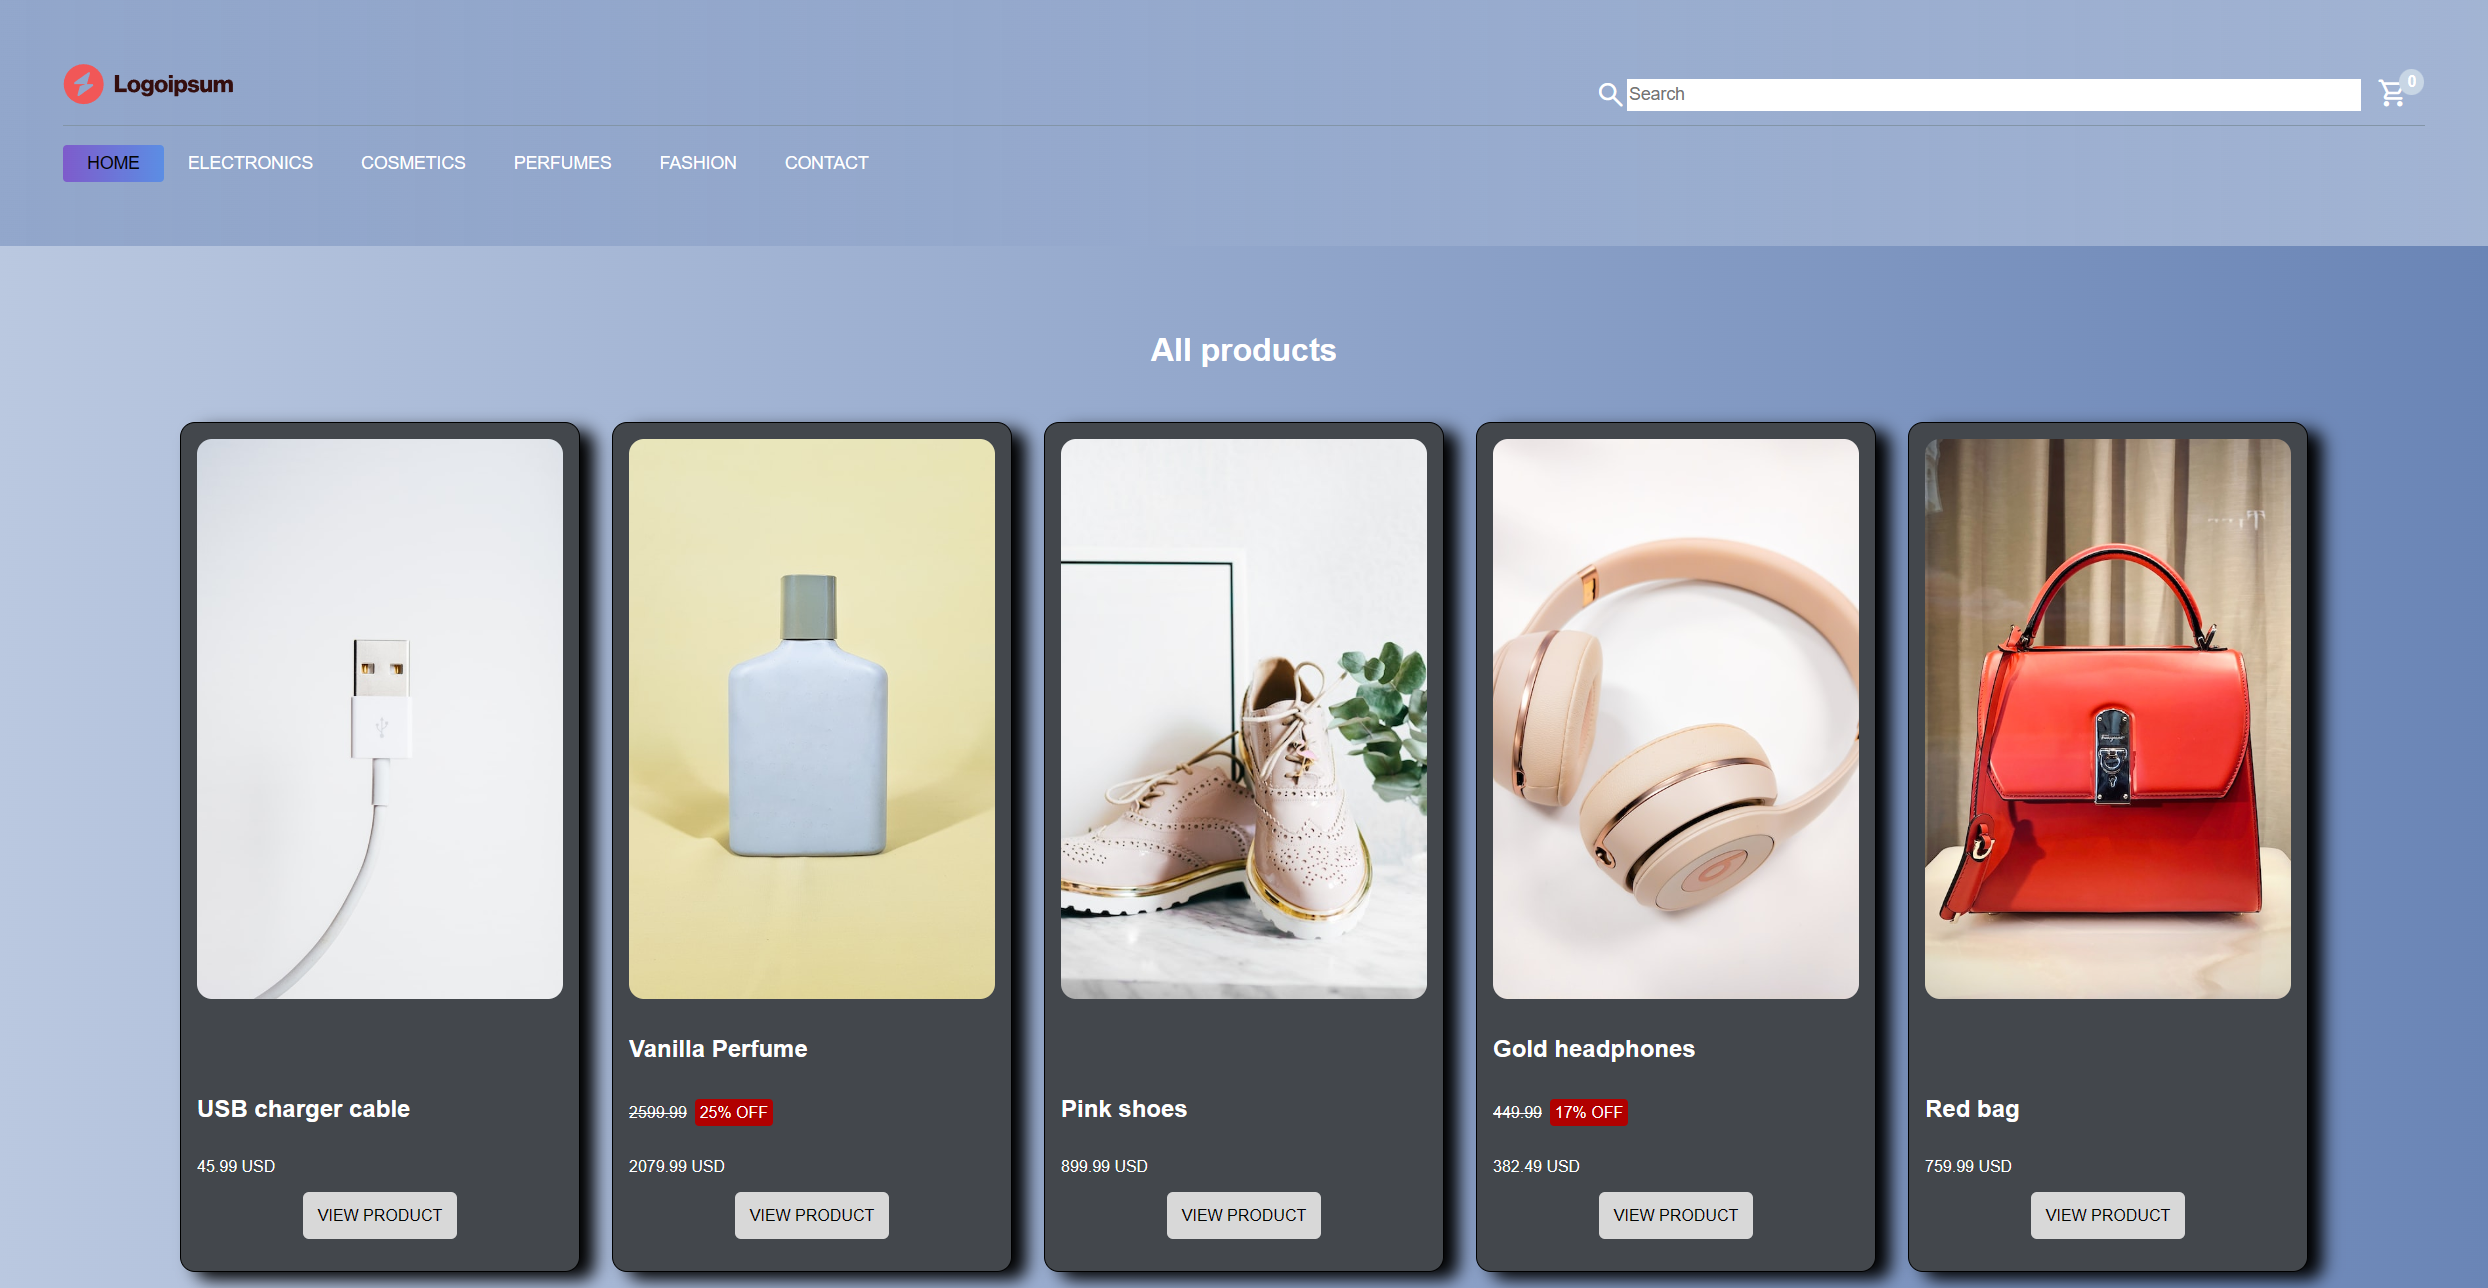 Logoipsum
Search
0
HOME ELECTRONICS COSMETICS PERFUMES FASHION CONTACT
All products
USB charger cable
45.99 USD
VIEW PRODUCT
Vanilla Perfume
2599.99 25% OFF
2079.99 USD
VIEW PRODUCT
Pink shoes
899.99 USD
VIEW PRODUCT
Gold headphones
449.99 17% OFF
382.49 USD
VIEW PRODUCT
Red bag
759.99 USD
VIEW PRODUCT